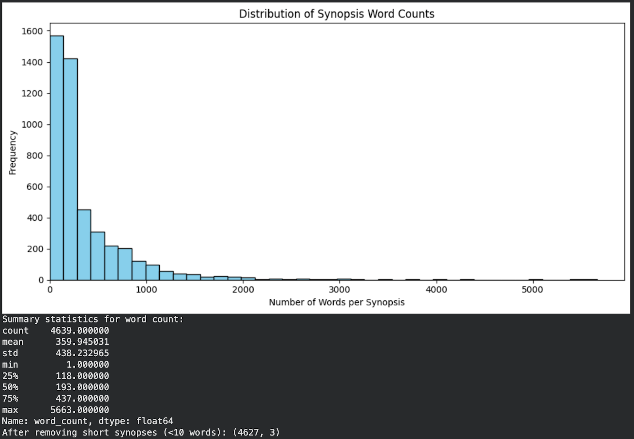 Distribution of Synopsis Word Counts
1600
1400
1200
1000
800
600
400
200
0
Frequency
0 1000 2000 3000 4000 5000
Number of Words per Synopsis
Summary statistics for word count:
count 4639.000000
mean 359.945031
std 438.232965
min 1.000000
25% 118.000000
50% 193.000000
75% 437.000000
max 5663.000000
Name: word_count, dtype: float64
After removing short synopses (<10 words): (4627, 3)